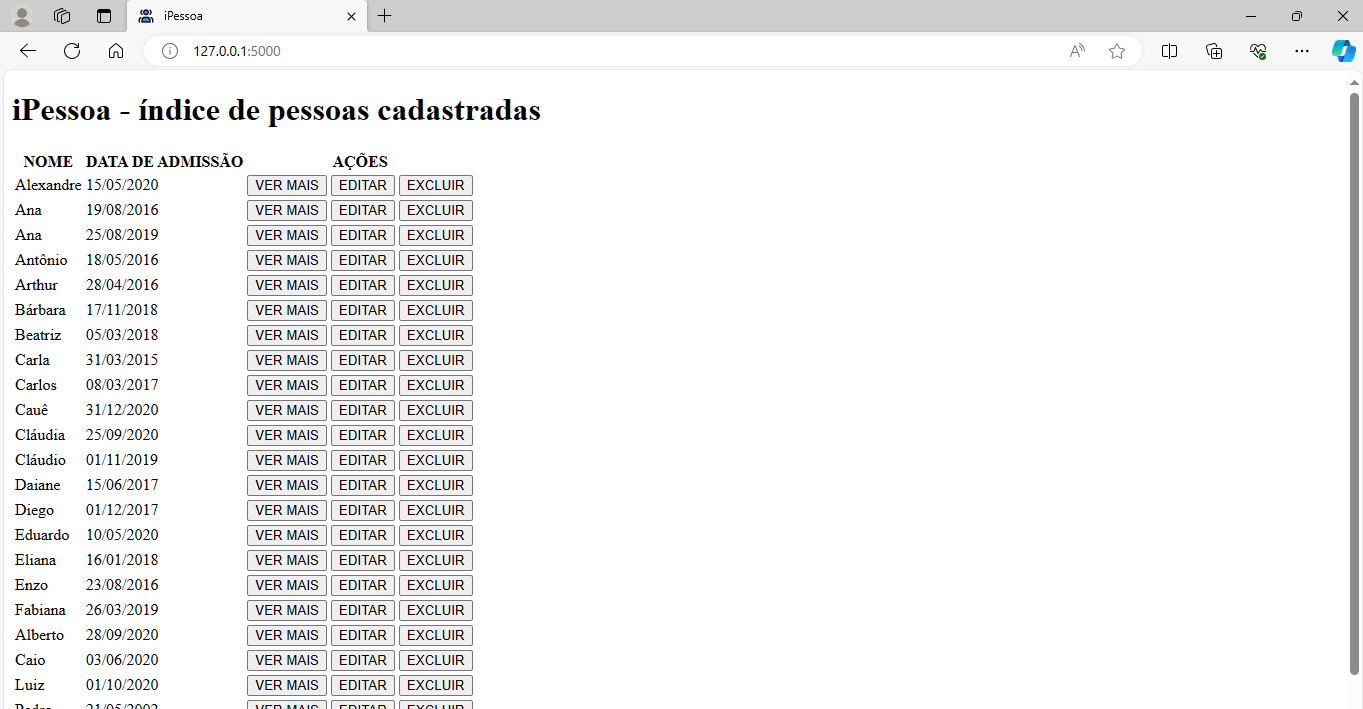 iPessoa
127.0.0.1:5000
iPessoa - índice de pessoas cadastradas
NOME DATA DE ADMISSÃO AÇÕES
Alexandre 15/05/2020 VER MAIS EDITAR EXCLUIR
Ana 19/08/2016 VER MAIS EDITAR EXCLUIR
Ana 25/08/2019 VER MAIS EDITAR EXCLUIR
Antônio 18/05/2016 VER MAIS EDITAR EXCLUIR
Arthur 28/04/2016 VER MAIS EDITAR EXCLUIR
Bárbara 17/11/2018 VER MAIS EDITAR EXCLUIR
Beatriz 05/03/2018 VER MAIS EDITAR EXCLUIR
Carla 31/03/2015 VER MAIS EDITAR EXCLUIR
Carlos 08/03/2017 VER MAIS EDITAR EXCLUIR
Cauê 31/12/2020 VER MAIS EDITAR EXCLUIR
Cláudia 25/09/2020 VER MAIS EDITAR EXCLUIR
Cláudio 01/11/2019 VER MAIS EDITAR EXCLUIR
Daiane 15/06/2017 VER MAIS EDITAR EXCLUIR
Diego 01/12/2017 VER MAIS EDITAR EXCLUIR
Eduardo 10/05/2020 VER MAIS EDITAR EXCLUIR
Eliana 16/01/2018 VER MAIS EDITAR EXCLUIR
Enzo 23/08/2016 VER MAIS EDITAR EXCLUIR
Fabiana 26/03/2019 VER MAIS EDITAR EXCLUIR
Alberto 28/09/2020 VER MAIS EDITAR EXCLUIR
Caio 03/06/2020 VER MAIS EDITAR EXCLUIR
Luiz 01/10/2020 VER MAIS EDITAR EXCLUIR
VER MAIS EDITAR EXCLUIR